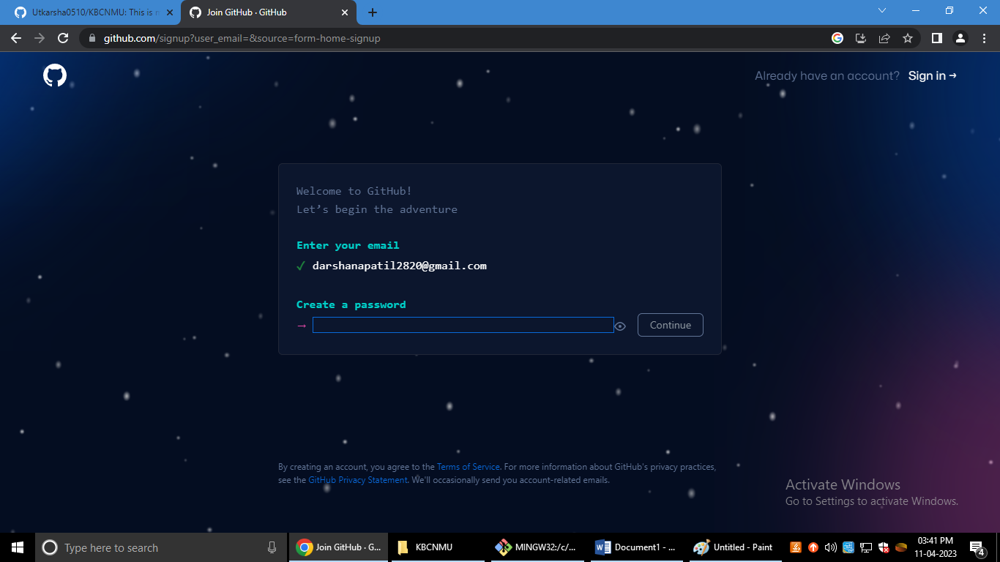 Utkarsha0510/KBCNMU: This is
Join GitHub · GitHub
github.com/signup?user_email=&source=form-home-signup
Already have an account? Sign in →
Welcome to GitHub!
Let's begin the adventure
Enter your email
✓ darshanapatil2820@gmail.com
Create a password
→
Continue
By creating an account, you agree to the Terms of Service. For more information about GitHub's privacy practices,
see the GitHub Privacy Statement. We'll occasionally send you account-related emails.
Activate Windows
Go to Settings to activate Windows.
Type here to search
Join GitHub · G...
KBCNMU
MINGW32:/c/...
Document1 - ...
Untitled - Paint
03:41 PM
11-04-2023
4